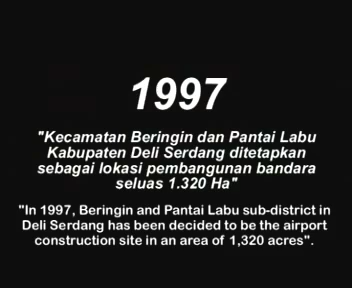 1997
"Kecamatan Beringin dan Pantai Labu
Kabupaten Deli Serdang ditetapkan
sebagai lokasi pembangunan bandara
seluas 1.320 Ha"
"In 1997, Beringin and Pantai Labu sub-district in
Deli Serdang has been decided to be the airport
construction site in an area of 1,320 acres".